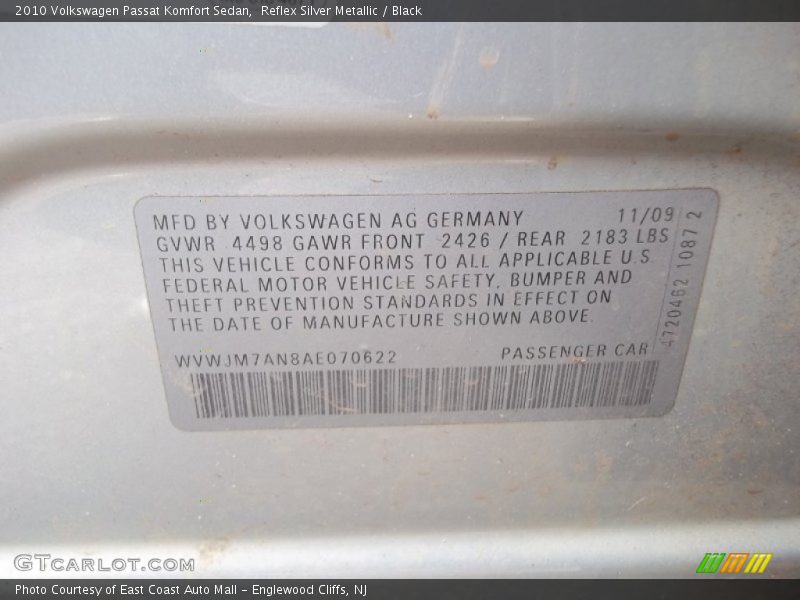 2010 Volkswagen Passat Komfort Sedan,  Reflex Silver Metallic / Black
MFD BY VOLKSWAGEN AG GERMANY 11/09
GVWR 4498 GAWR FRONT 2426 / REAR 2183 LBS
THIS VEHICLE CONFORMS TO ALL APPLICABLE U.S
FEDERAL MOTOR VEHICLE SAFETY, BUMPER AND
THEFT PREVENTION STANDARDS IN EFFECT ON
THE DATE OF MANUFACTURE SHOWN ABOVE.
WVWJM7AN8AE070622 PASSENGER CAR
4720462 10872
GTCARLOT.COM
Photo Courtesy of East Coast Auto Mall - Englewood Cliffs, NJ